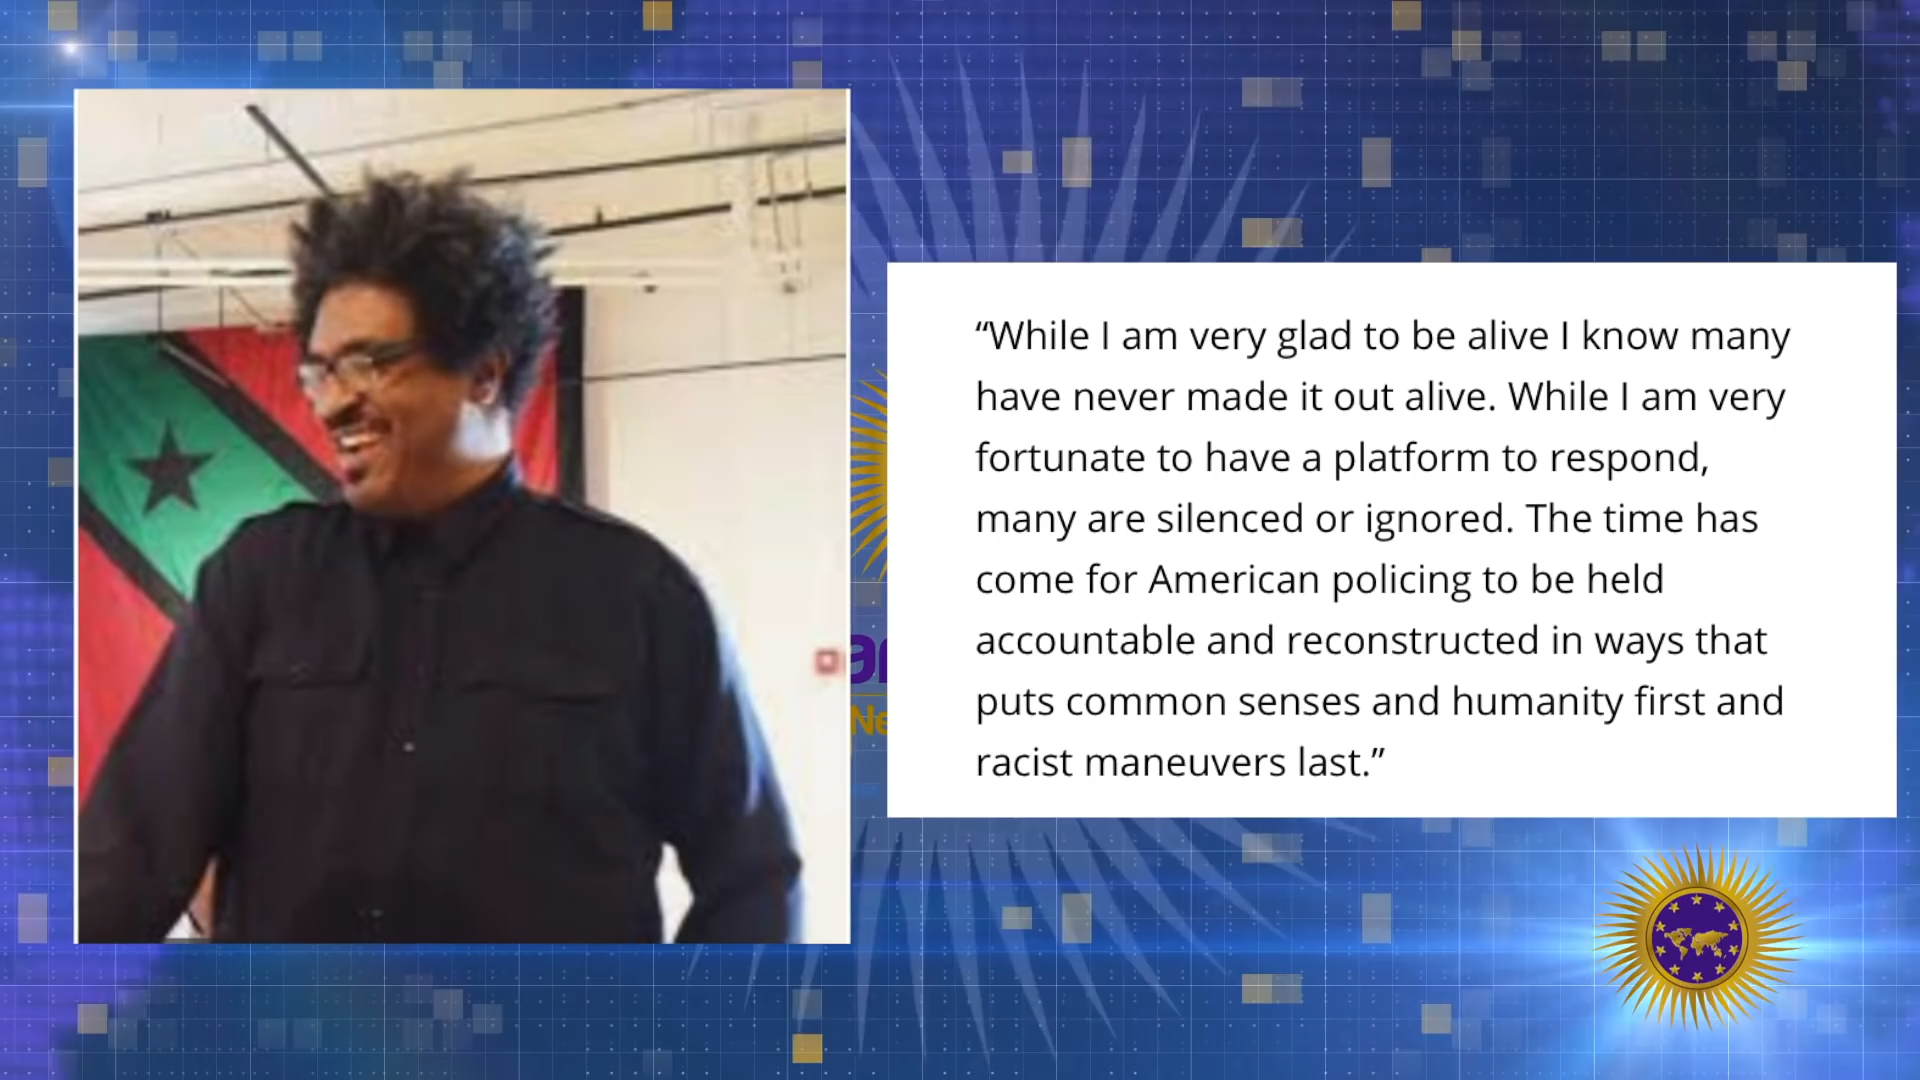 “While I am very glad to be alive I know many
have never made it out alive. While I am very
fortunate to have a platform to respond,
many are silenced or ignored. The time has
come for American policing to be held
accountable and reconstructed in ways that
puts common senses and humanity first and
racist maneuvers last.”